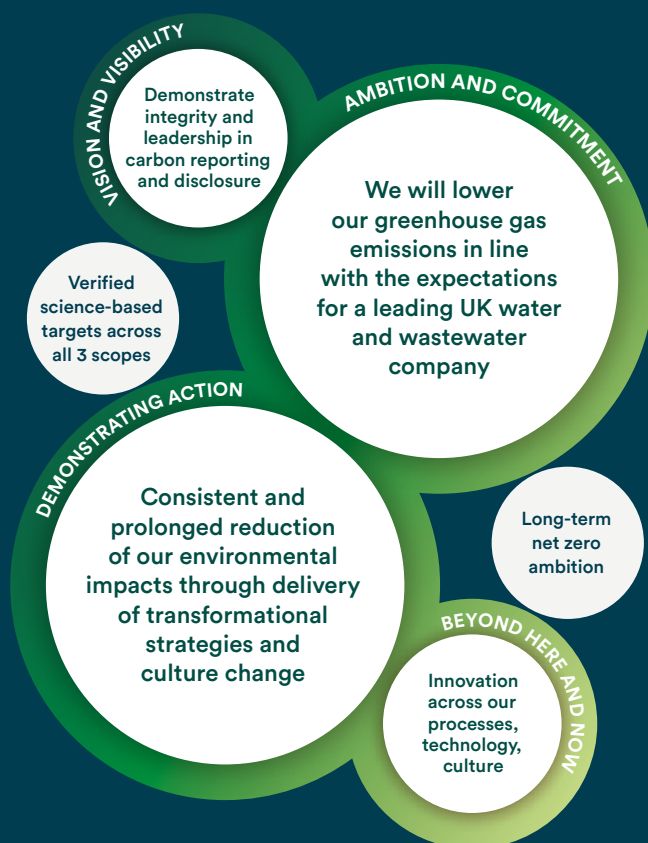 VISION AND VISIBILITY
Demonstrate
integrity and
leadership in
carbon reporting
and disclosure
AMBITION AND COMMITMENT
We will lower
our greenhouse gas
emissions in line
with the expectations
for a leading UK water
and wastewater
company
Verified
science-based
targets across
all 3 scopes
DEMONSTRATING ACTION
Consistent and
prolonged reduction
of our environmental
impacts through delivery
of transformational
strategies and
culture change
Long-term
net zero
ambition
BEYOND HERE AND NOW
Innovation
across our
processes,
technology,
culture